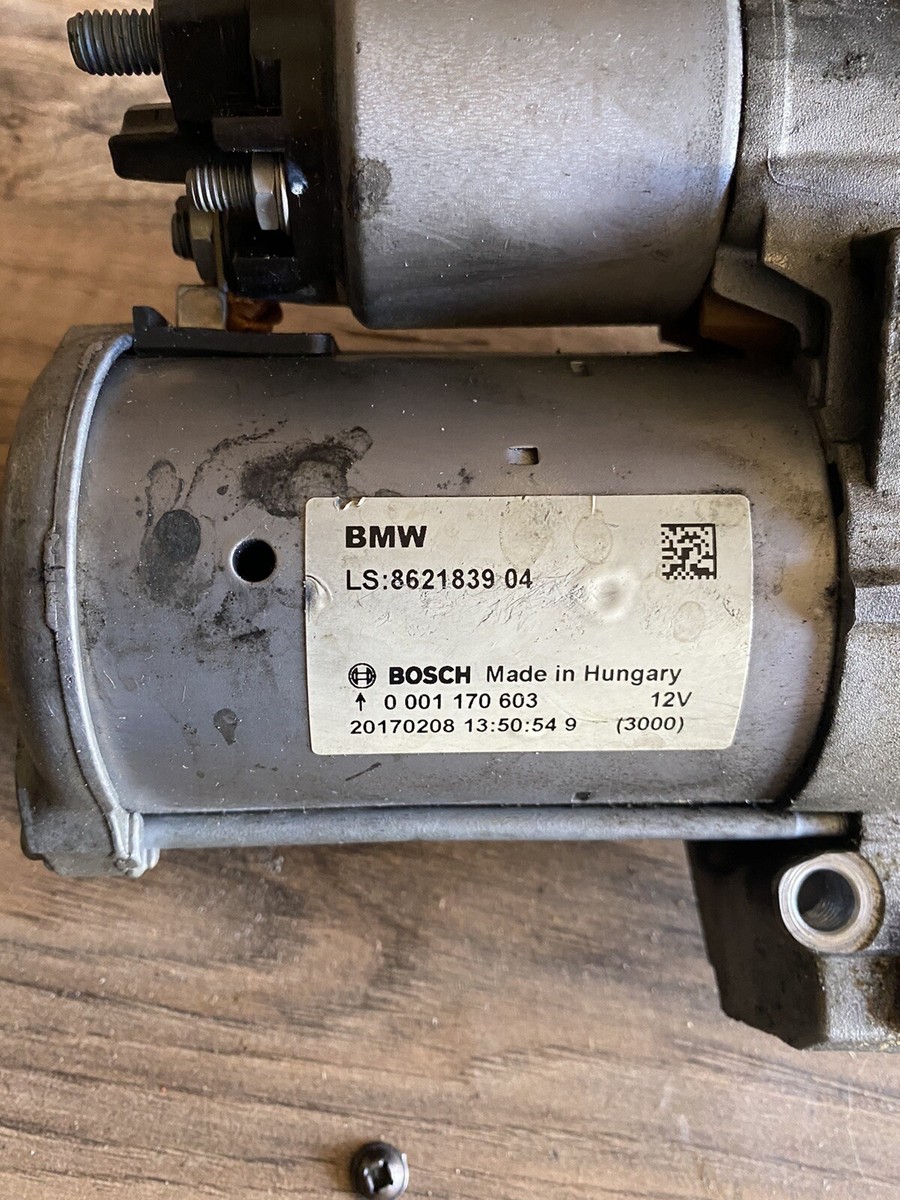 BMW
LS:8621839 04
BOSCH Made in Hungary
↑ 0 001 170 603 12V
20170208 13:50:54 9 (3000)